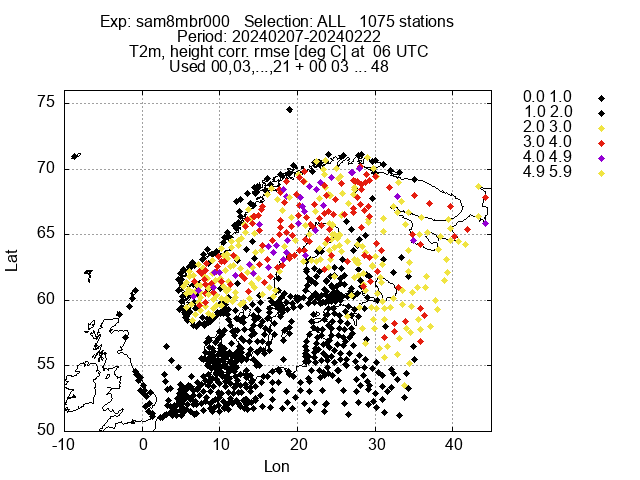 Exp: sam8mbr000   Selection: ALL   1075 stations
Period: 20240207-20240222
T2m, height corr. rmse [deg C] at  06 UTC
Used 00,03,...,21 + 00 03 ... 48
75
70
65
60
55
50
Lat
-10 0 10 20 30 40
Lon
0.0 1.0
1.0 2.0
2.0 3.0
3.0 4.0
4.0 4.9
4.9 5.9